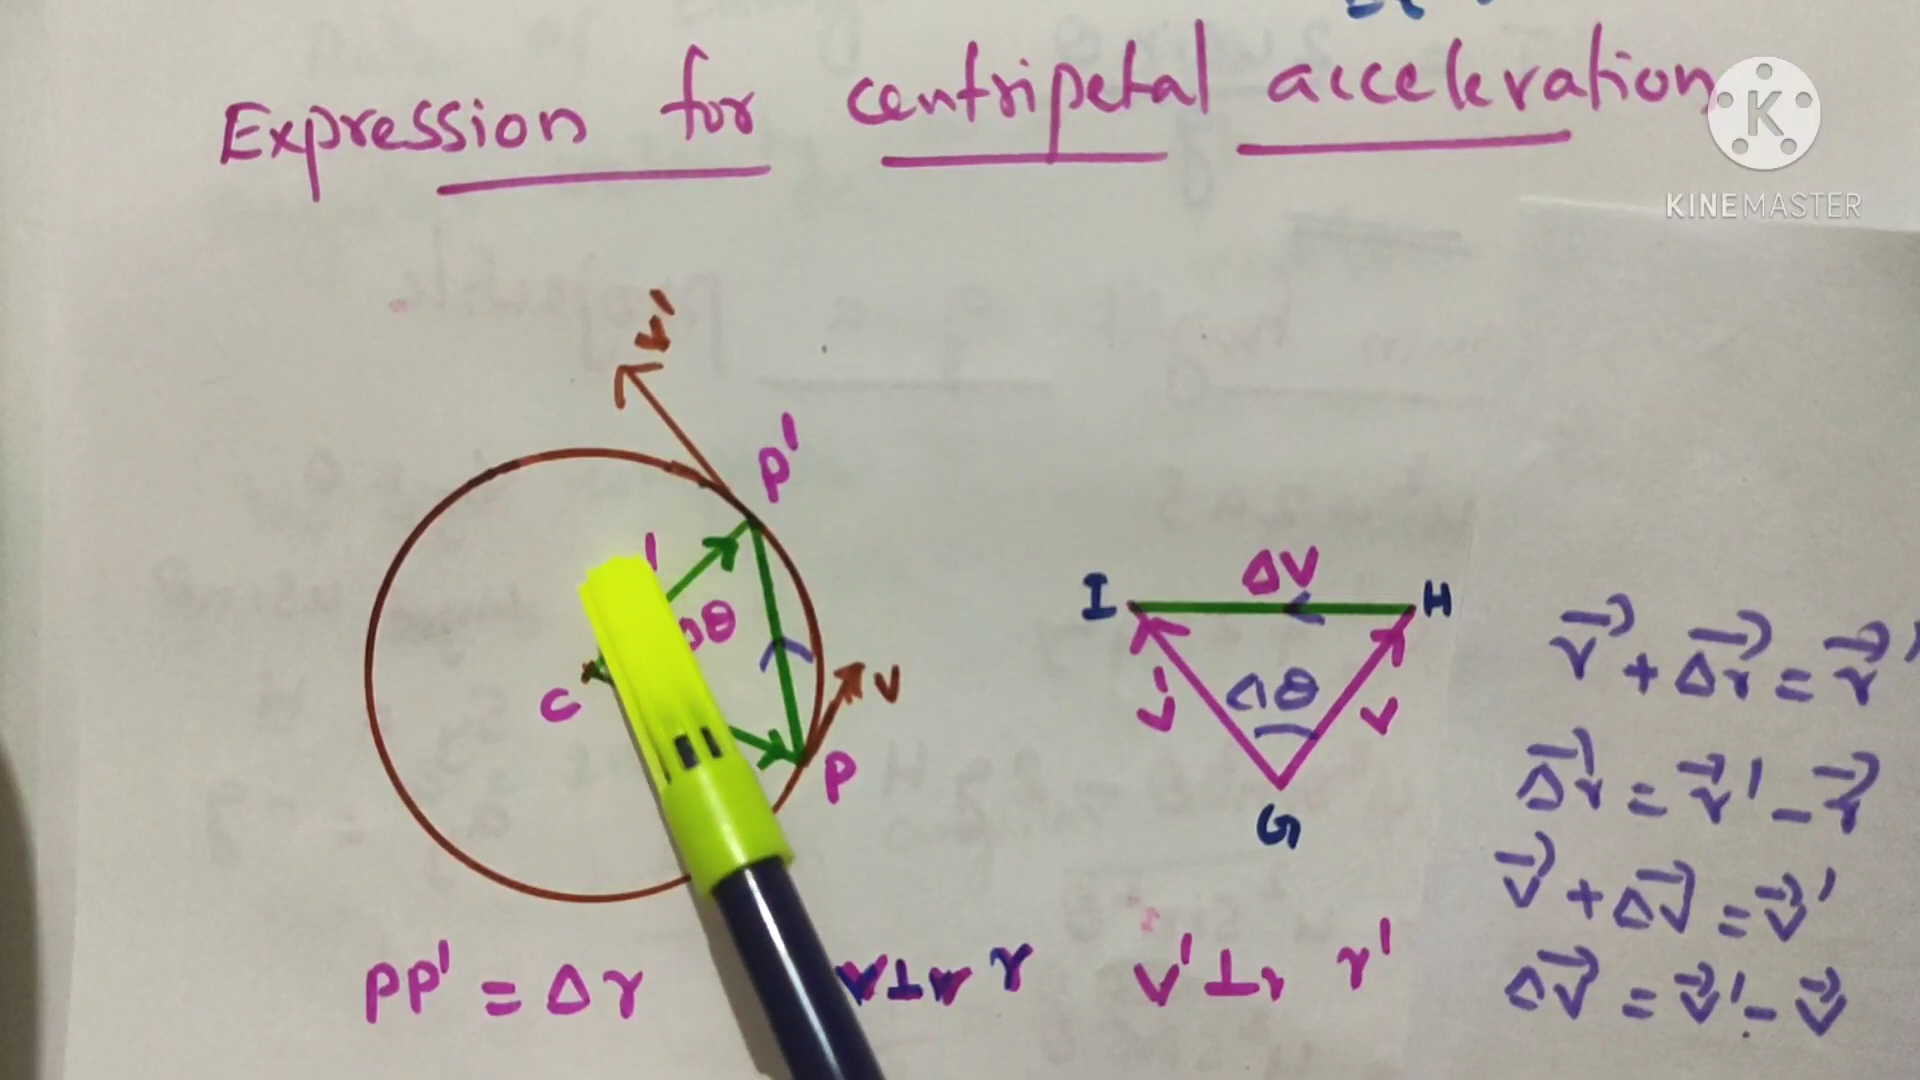 Expression for centripetal acceleration
K
KINEMASTER
v'
P'
'
Δθ
C
v
P
I ΔV H
Δθ
v' v
G
r⃗ + Δr⃗ = r⃗'
Δr⃗ = r⃗' - r⃗
v⃗ + Δv⃗ = v⃗'
Δv⃗ = v⃗' - v⃗
PP' = Δr
r v' ⊥r r'